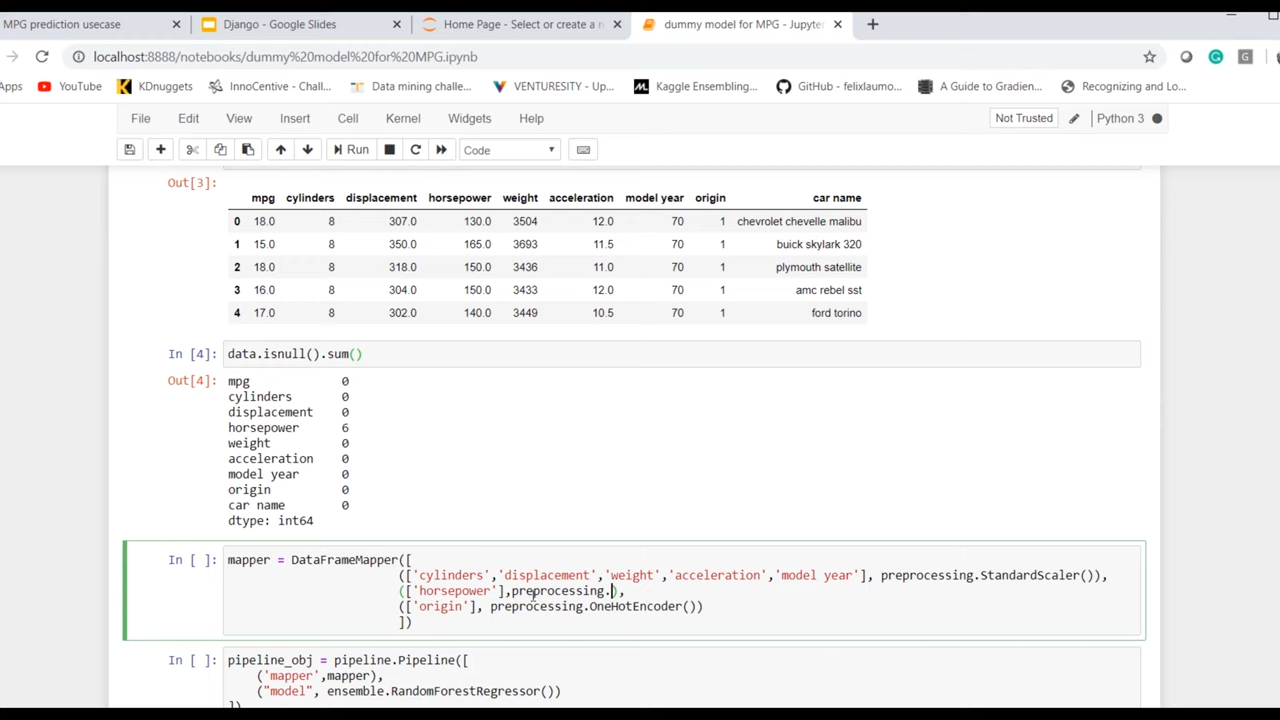 MPG prediction usecase × Django - Google Slides × Home Page - Select or create a n × dummy model for MPG - Jupyter × +
localhost:8888/notebooks/dummy%20model%20for%20MPG.ipynb
Apps YouTube KDnuggets InnoCentive - Chall... Data mining challe... VENTURESITY - Up... Kaggle Ensembling... GitHub - felixlaumo... A Guide to Gradien... Recognizing and Lo...
File Edit View Insert Cell Kernel Widgets Help Not Trusted Python 3
Run Code
Out[3]:
mpg cylinders displacement horsepower weight acceleration model year origin car name
0 18.0 8 307.0 130.0 3504 12.0 70 1 chevrolet chevelle malibu
1 15.0 8 350.0 165.0 3693 11.5 70 1 buick skylark 320
2 18.0 8 318.0 150.0 3436 11.0 70 1 plymouth satellite
3 16.0 8 304.0 150.0 3433 12.0 70 1 amc rebel sst
4 17.0 8 302.0 140.0 3449 10.5 70 1 ford torino
In [4]: data.isnull().sum()
Out[4]: mpg 0
cylinders 0
displacement 0
horsepower 6
weight 0
acceleration 0
model year 0
origin 0
car name 0
dtype: int64
In [ ]: mapper = DataFrameMapper([
(['cylinders','displacement','weight','acceleration','model year'], preprocessing.StandardScaler()),
(['horsepower'],preprocessing.),
(['origin'], preprocessing.OneHotEncoder())
])
In [ ]: pipeline_obj = pipeline.Pipeline([
('mapper',mapper),
("model", ensemble.RandomForestRegressor())
])